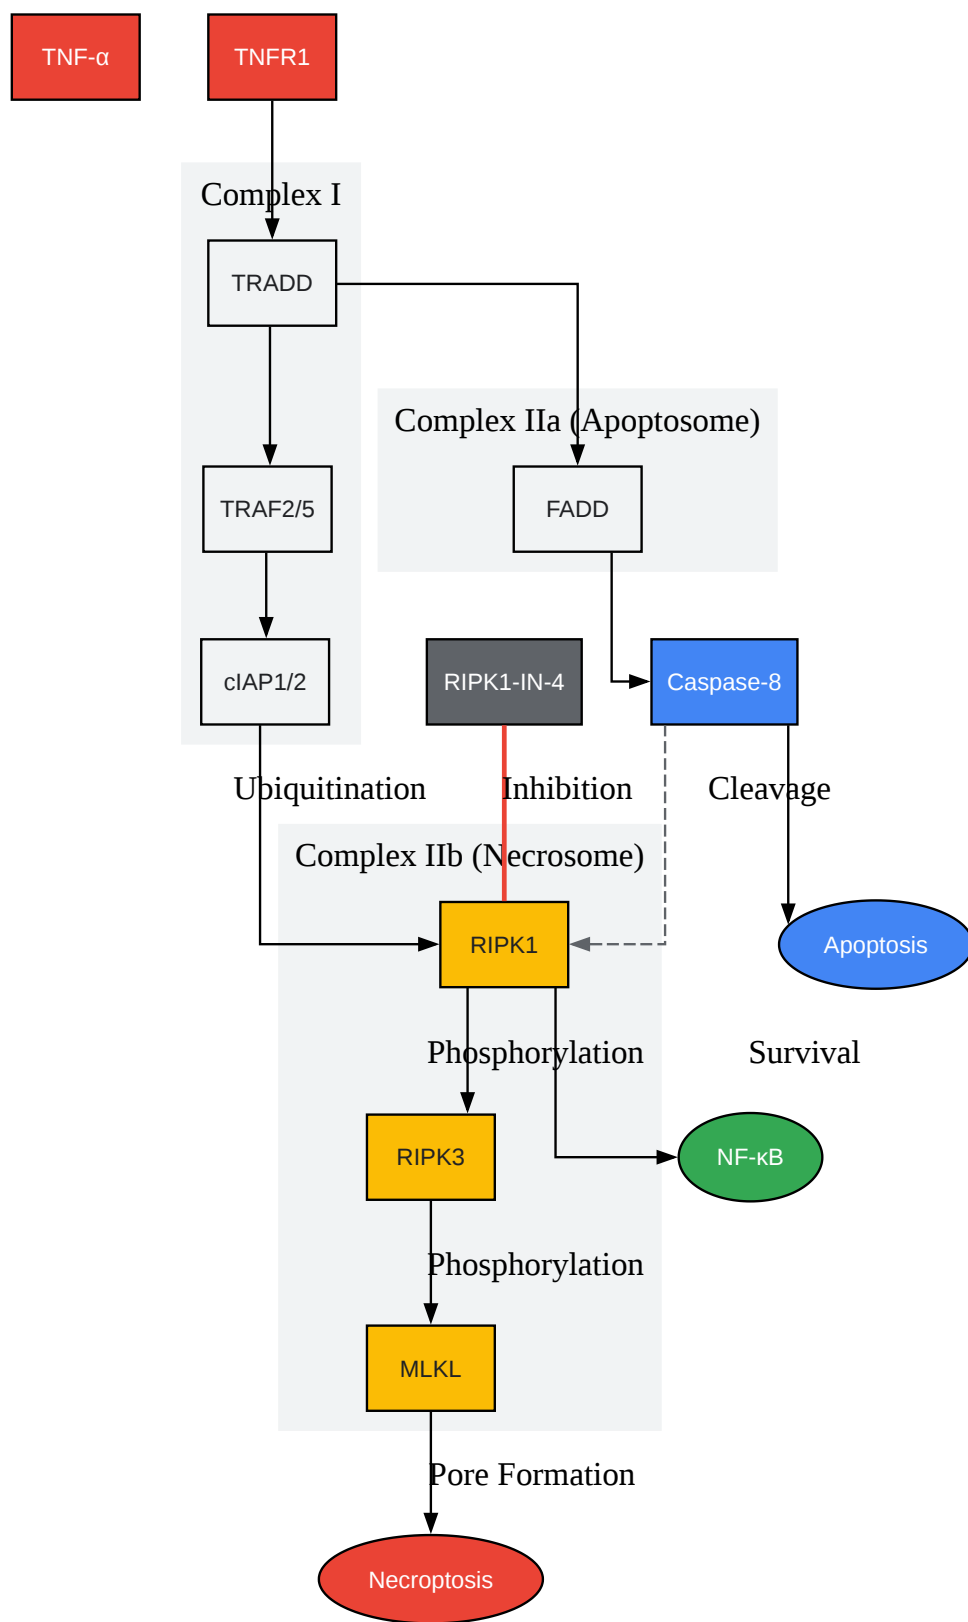 TNF-α
TNFR1
Complex I
TRADD
Complex IIa (Apoptosome)
TRAF2/5
FADD
cIAP1/2
RIPK1-IN-4
Caspase-8
Ubiquitination
Inhibition
Cleavage
Complex IIb (Necrosome)
RIPK1
Apoptosis
Phosphorylation
Survival
RIPK3
NF-κB
Phosphorylation
MLKL
Pore Formation
Necroptosis